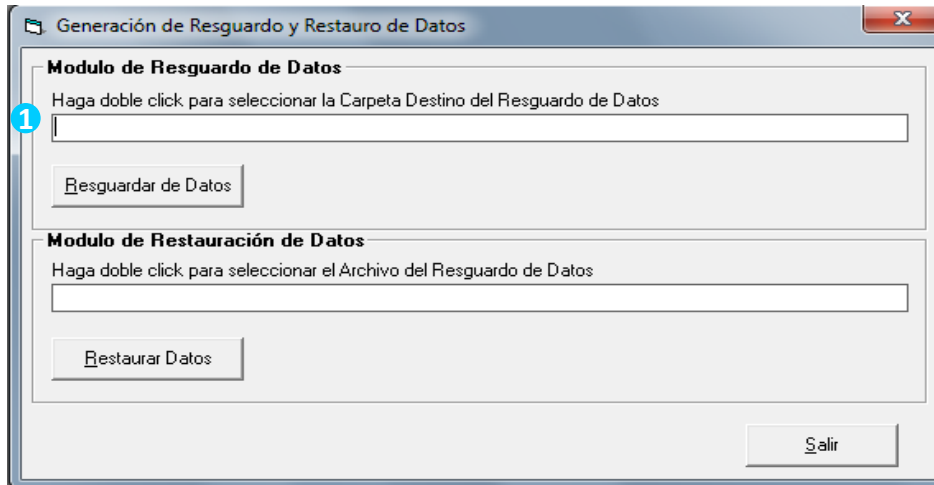 Generación de Resguardo y Restauro de Datos
Modulo de Resguardo de Datos
Haga doble click para seleccionar la Carpeta Destino del Resguardo de Datos
1
Resguardar de Datos
Modulo de Restauración de Datos
Haga doble click para seleccionar el Archivo del Resguardo de Datos
Restaurar Datos
Salir